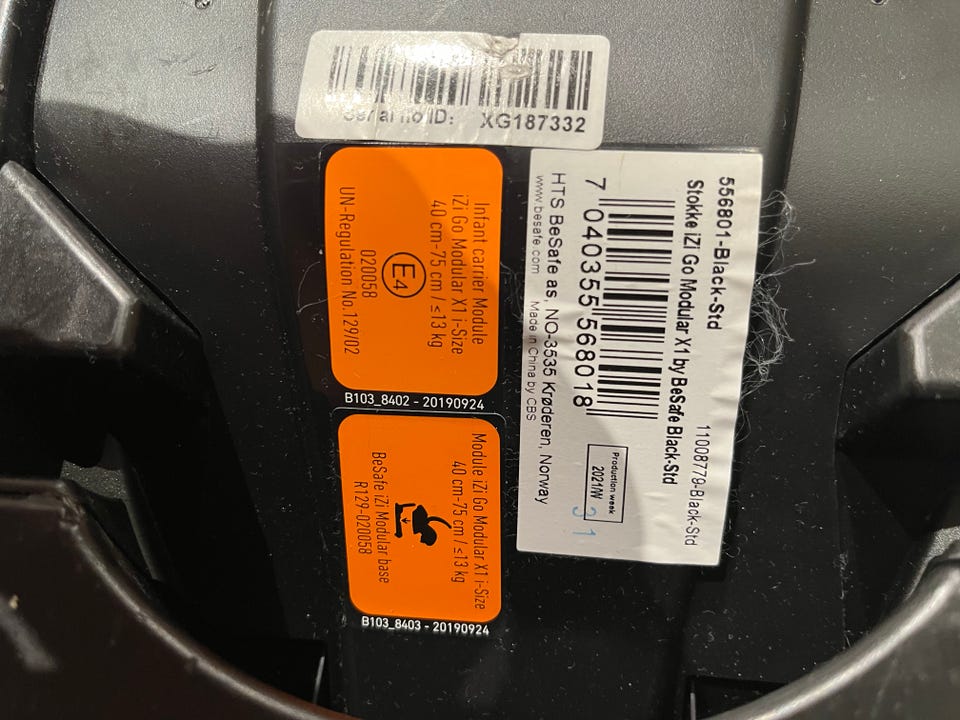 Serial no ID: XG187332
556801-Black-Std
11008779-Black-Std
Stokke iZi Go Modular X1 by BeSafe Black-Std
7 040355 568018
Production week
2021/W 31
HTS BeSafe as, NO-3535 Krøderen, Norway
www.besafe.com Made in China by CBS
Infant carrier Module
iZi Go Modular X1 i-Size
40 cm-75 cm / ≤13 kg
E4
020058
UN-Regulation No.129/02
B103_8402 - 20190924
Module iZi Go Modular X1 i-Size
40 cm-75 cm / ≤13 kg
BeSafe iZi Modular base
R129-020058
B103_8403 - 20190924